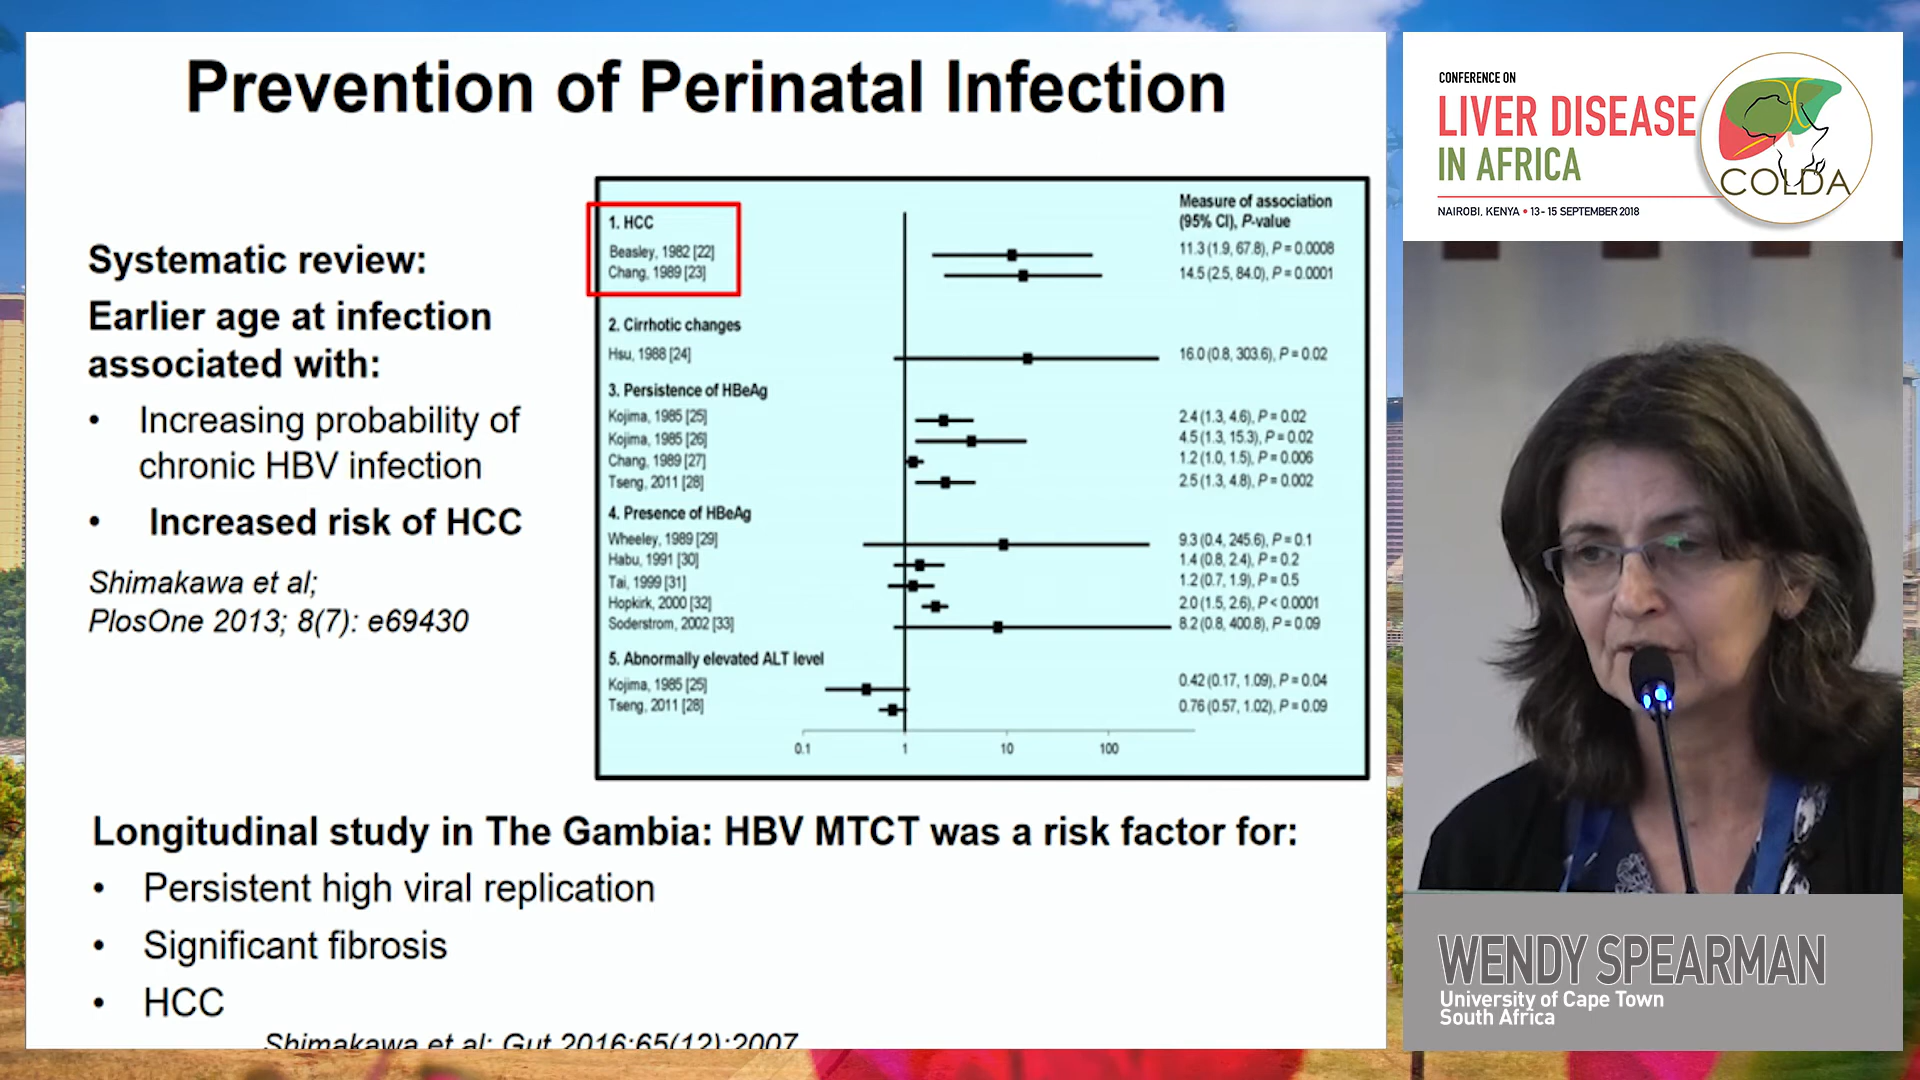 Prevention of Perinatal Infection
Systematic review:
Earlier age at infection
associated with:
• Increasing probability of
chronic HBV infection
• Increased risk of HCC
Shimakawa et al;
PlosOne 2013; 8(7): e69430
Measure of association
(95% CI), P-value
1. HCC
Beasley, 1982 [22] 11.3 (1.9, 67.8), P = 0.0008
Chang, 1989 [23] 14.5 (2.5, 84.0), P = 0.0001
2. Cirrhotic changes
Hsu, 1988 [24] 16.0 (0.8, 303.6), P = 0.02
3. Persistence of HBeAg
Kojima, 1985 [25] 2.4 (1.3, 4.6), P = 0.02
Kojima, 1985 [26] 4.5 (1.3, 15.3), P = 0.02
Chang, 1989 [27] 1.2 (1.0, 1.5), P = 0.006
Tseng, 2011 [28] 2.5 (1.3, 4.8), P = 0.002
4. Presence of HBeAg
Wheeley, 1989 [29] 9.3 (0.4, 245.6), P = 0.1
Habu, 1991 [30] 1.4 (0.8, 2.4), P = 0.2
Tai, 1999 [31] 1.2 (0.7, 1.9), P = 0.5
Hopkirk, 2000 [32] 2.0 (1.5, 2.6), P < 0.0001
Soderstrom, 2002 [33] 8.2 (0.8, 400.8), P = 0.09
5. Abnormally elevated ALT level
Kojima, 1985 [25] 0.42 (0.17, 1.09), P = 0.04
Tseng, 2011 [28] 0.76 (0.57, 1.02), P = 0.09
0.1 1 10 100
Longitudinal study in The Gambia: HBV MTCT was a risk factor for:
• Persistent high viral replication
• Significant fibrosis
• HCC
Shimakawa et al; Gut 2016;65(12):2007
CONFERENCE ON
LIVER DISEASE
IN AFRICA
COLDA
NAIROBI, KENYA • 13-15 SEPTEMBER 2018
WENDY SPEARMAN
University of Cape Town
South Africa